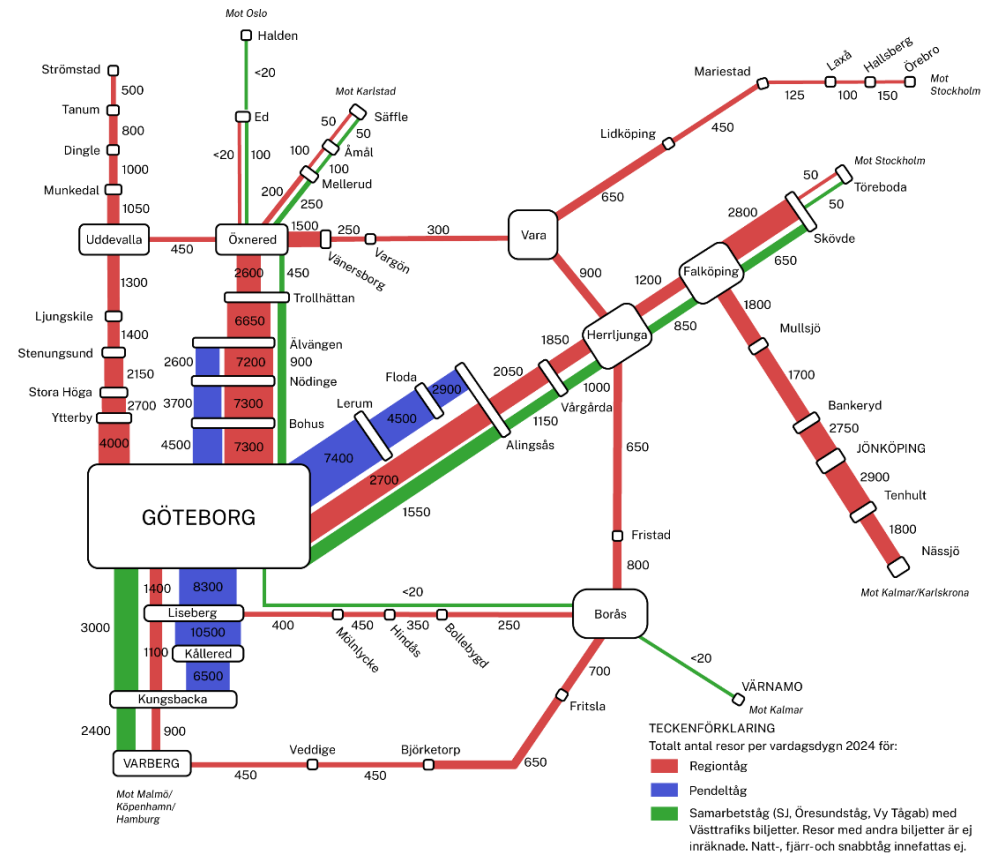 Mot Oslo
Halden
<20
Strömstad
500
Tanum
800
Dingle
1000
Munkedal
1050
Uddevalla
450
Öxnered
Ed
<20
100
Mot Karlstad
Säffle
50
50
Åmål
100
100
Mellerud
200
250
1500
250
300
Vänersborg
Vargön
Vara
Mariestad
Laxå
Hallsberg
Örebro
Mot
Stockholm
125
100
150
450
Lidköping
650
900
Mot Stockholm
Töreboda
50
50
Skövde
2800
650
Falköping
1200
850
Herrljunga
1800
Mullsjö
1700
Bankeryd
2750
JÖNKÖPING
2900
Tenhult
1800
Nässjö
Mot Kalmar/Karlskrona
1300
Ljungskile
1400
Stenungsund
2150
Stora Höga
2700
Ytterby
4000
2600
450
Trollhättan
6650
Älvängen
2600
7200
900
Nödinge
3700
7300
Bohus
4500
7300
GÖTEBORG
7400
Lerum
4500
Floda
2900
Alingsås
2700
1550
2050
1150
Vårgårda
1850
1000
650
Fristad
800
Borås
<20
VÄRNAMO
Mot Kalmar
<20
400
Mölnlycke
450
Hindås
350
Bollebygd
250
700
Fritsla
650
Björketorp
450
Veddige
450
3000
1400
8300
Liseberg
10500
1100
Kållered
6500
Kungsbacka
2400
900
VARBERG
Mot Malmö/
Köpenhamn/
Hamburg
TECKENFÖRKLARING
Totalt antal resor per vardagsdygn 2024 för:
Regiontåg
Pendeltåg
Samarbetståg (SJ, Öresundståg, Vy Tågab) med
Västtrafiks biljetter. Resor med andra biljetter är ej
inräknade. Natt-, fjärr- och snabbtåg innefattas ej.